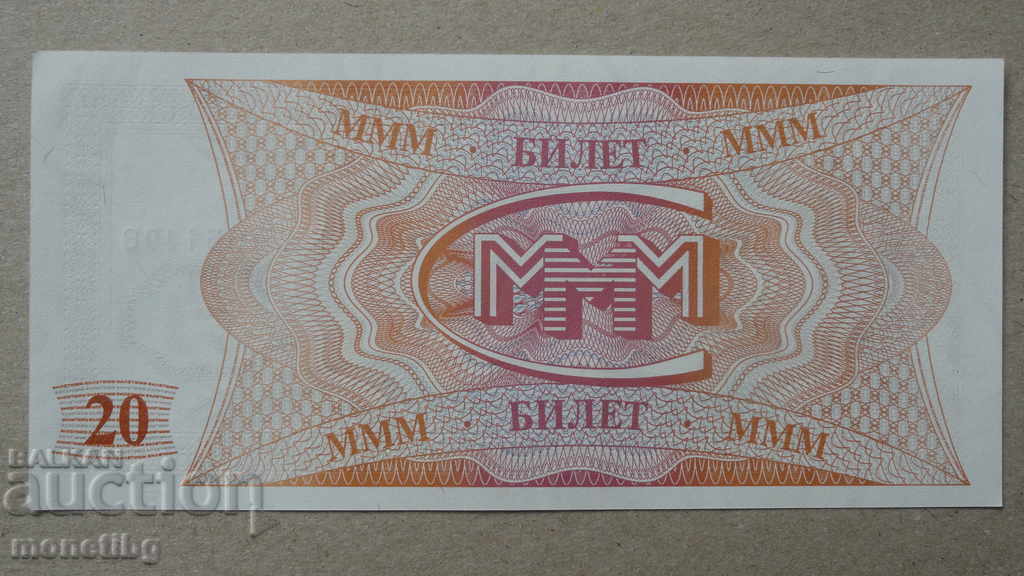 МММ · БИЛЕТ · МММ
МММ
20
МММ · БИЛЕТ · МММ
BALKAN
auction
monetibg